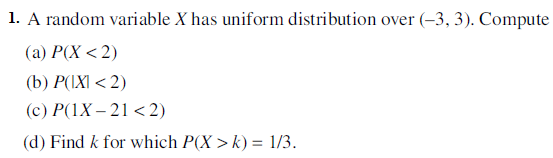 1. A random variable X has uniform distribution over (–3, 3). Compute
(a) P(X < 2)
(b) P(|X| < 2)
(c) P(1X – 21 < 2)
(d) Find k for which P(X > k) = 1/3.